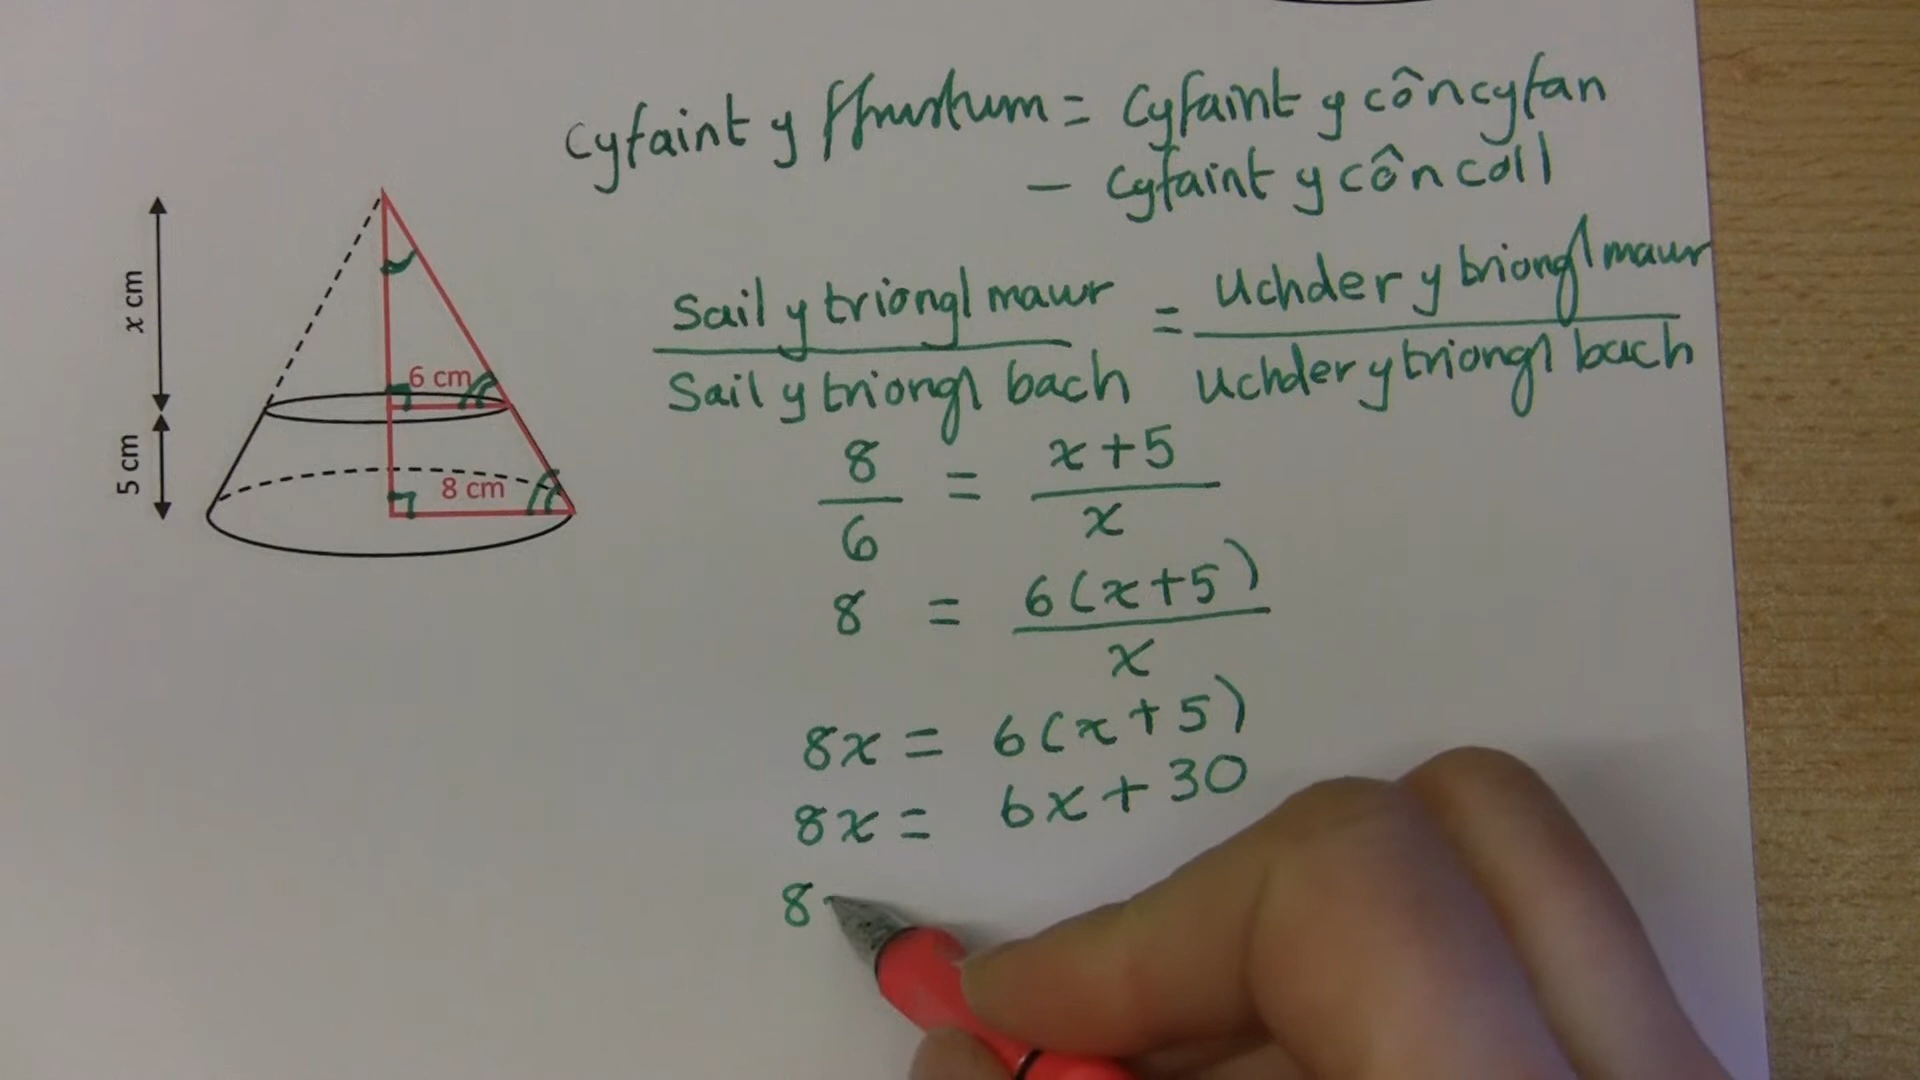 Cyfaint y ffrustum = Cyfaint y côn cyfan
- Cyfaint y côn coll
Sail y triongl mawr = Uchder y triongl mawr
Sail y triongl bach Uchder y triongl bach
8/6 = x+5/x
8 = 6(x+5)/x
8x = 6(x+5)
8x = 6x + 30
8
x cm
5 cm
6 cm
8 cm